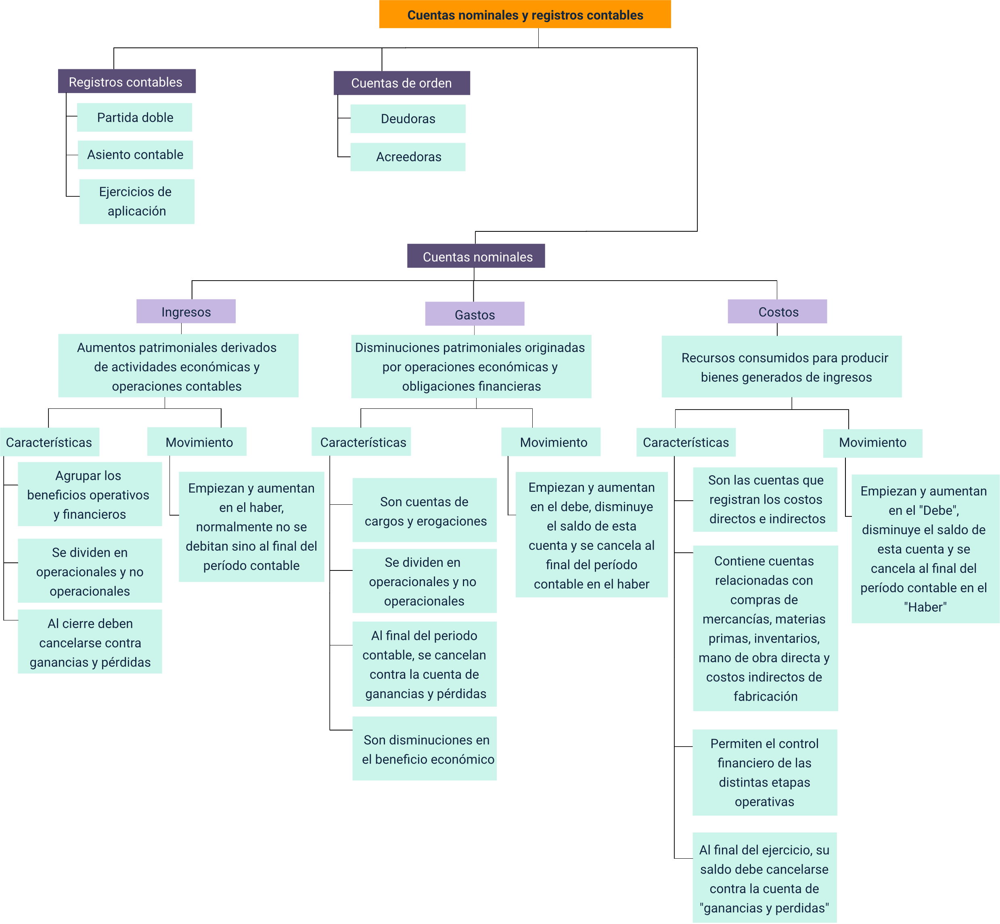 Cuentas nominales y registros contables
Registros contables
Partida doble
Asiento contable
Ejercicios de
aplicación
Cuentas de orden
Deudoras
Acreedoras
Cuentas nominales
Ingresos
Aumentos patrimoniales derivados
de actividades económicas y
operaciones contables
Características
Agrupar los
beneficios operativos
y financieros
Se dividen en
operacionales y no
operacionales
Al cierre deben
cancelarse contra
ganancias y pérdidas
Movimiento
Empiezan y aumentan
en el haber,
normalmente no se
debitan sino al final del
período contable
Gastos
Disminuciones patrimoniales originadas
por operaciones económicas y
obligaciones financieras
Características
Son cuentas de
cargos y erogaciones
Se dividen en
operacionales y no
operacionales
Al final del periodo
contable, se cancelan
contra la cuenta de
ganancias y pérdidas
Son disminuciones en
el beneficio económico
Movimiento
Empiezan y aumentan
en el debe, disminuye
el saldo de esta
cuenta y se cancela al
final del período
contable en el haber
Costos
Recursos consumidos para producir
bienes generados de ingresos
Características
Son las cuentas que
registran los costos
directos e indirectos
Contiene cuentas
relacionadas con
compras de
mercancías, materias
primas, inventarios,
mano de obra directa y
costos indirectos de
fabricación
Permiten el control
financiero de las
distintas etapas
operativas
Al final del ejercicio, su
saldo debe cancelarse
contra la cuenta de
"ganancias y perdidas"
Movimiento
Empiezan y aumentan
en el "Debe",
disminuye el saldo de
esta cuenta y se
cancela al final del
período contable en el
"Haber"